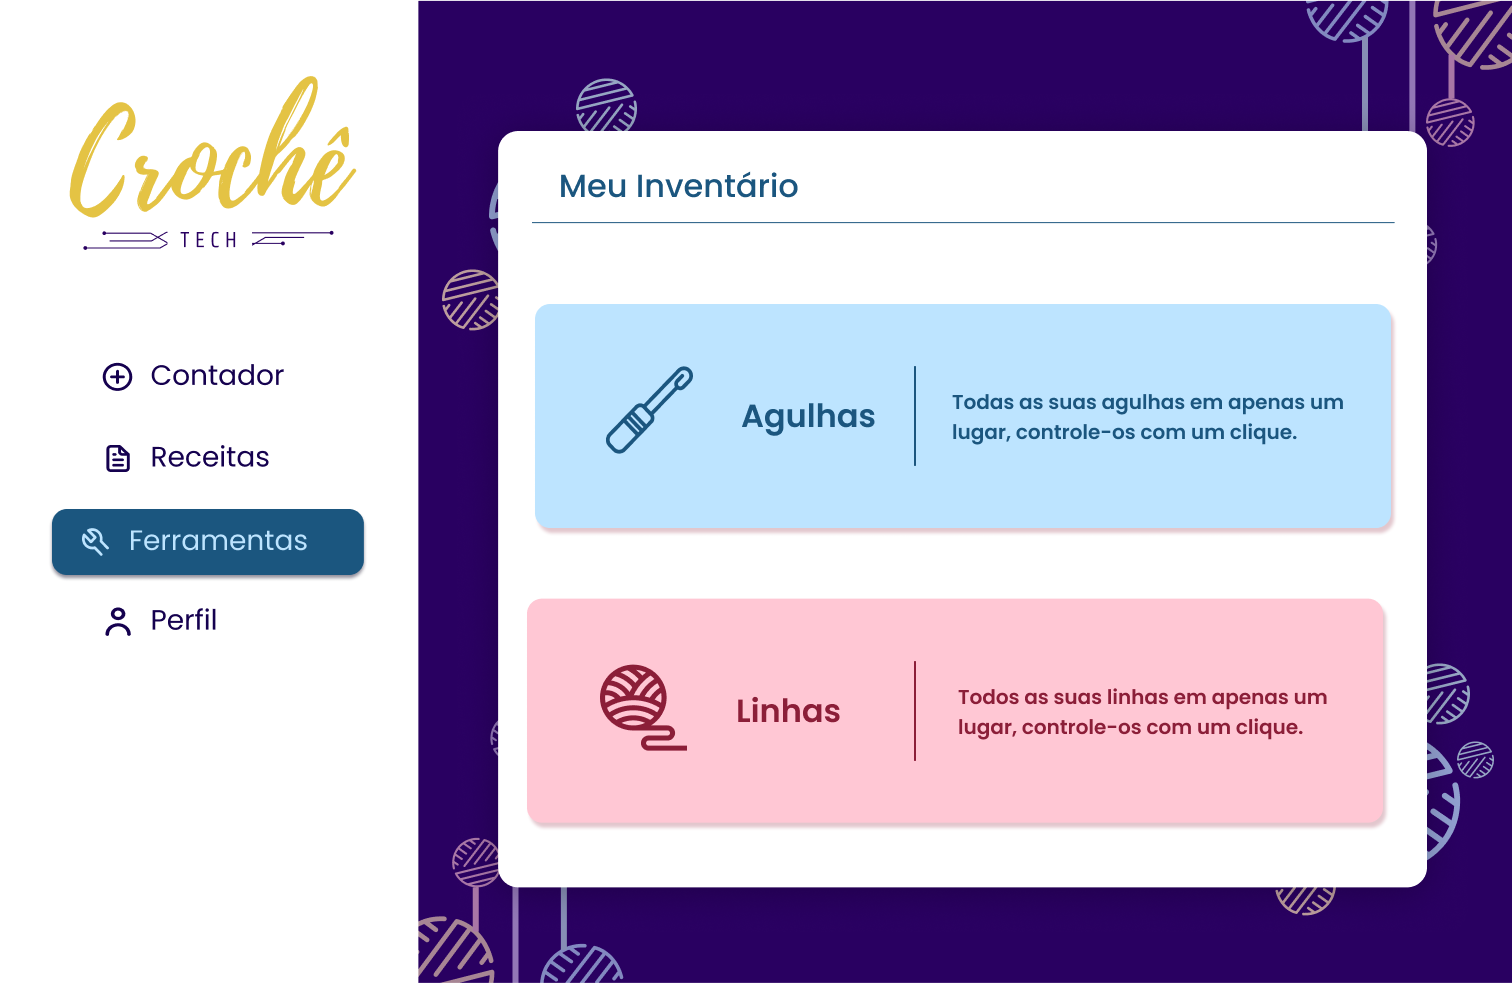 Crochê
TECH
Contador
Receitas
Ferramentas
Perfil
Meu Inventário
Agulhas
Todas as suas agulhas em apenas um
lugar, controle-os com um clique.
Linhas
Todos as suas linhas em apenas um
lugar, controle-os com um clique.